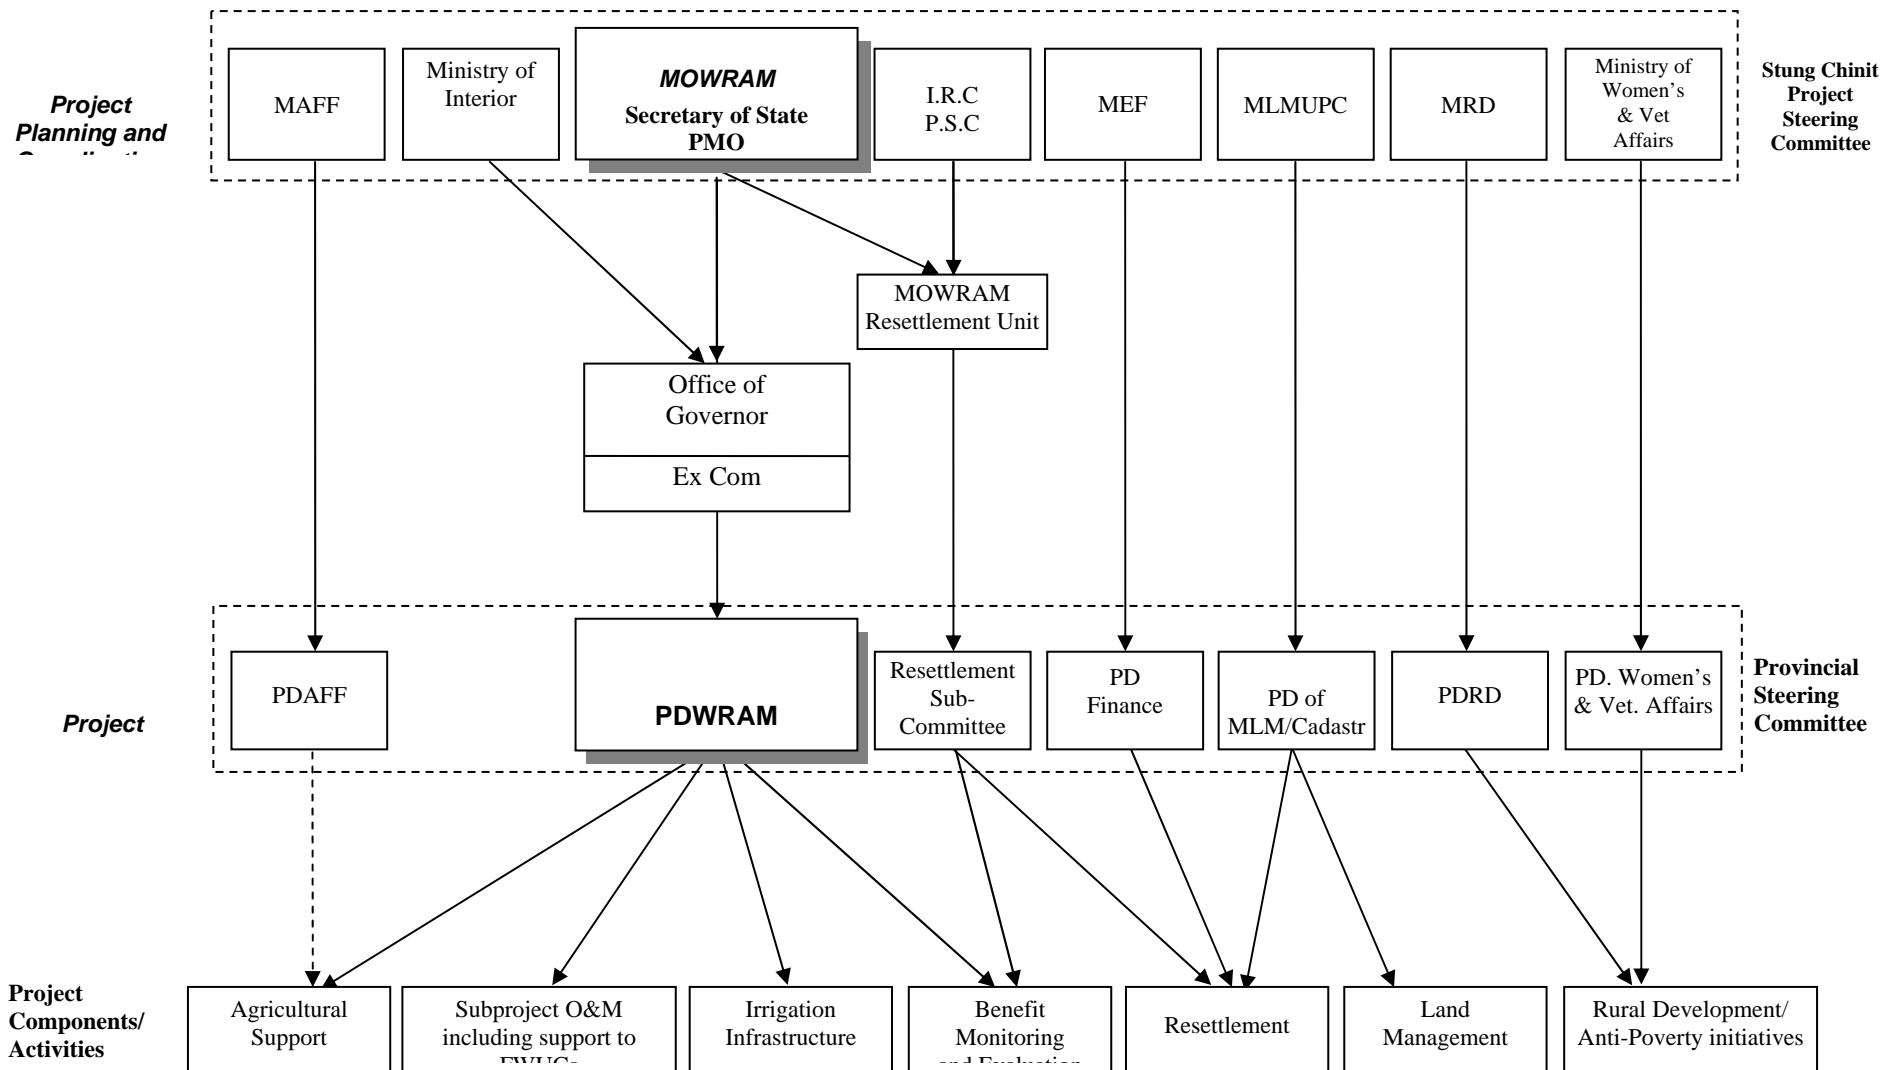 Project
Planning and
MAFF
Ministry of
Interior
MOWRAM
Secretary of State
PMO
I.R.C
P.S.C
MEF
MLMUPC
MRD
Ministry of
Women's
& Vet
Affairs
Stung Chinit
Project
Steering
Committee
MOWRAM
Resettlement Unit
Office of
Governor
Ex Com
Project
PDAFF
PDWRAM
Resettlement
Sub-
Committee
PD
Finance
PD of
MLM/Cadastr
PDRD
PD. Women's
& Vet. Affairs
Provincial
Steering
Committee
Project
Components/
Activities
Agricultural
Support
Subproject O&M
including support to
Irrigation
Infrastructure
Benefit
Monitoring
and Evaluation
Resettlement
Land
Management
Rural Development/
Anti-Poverty initiatives